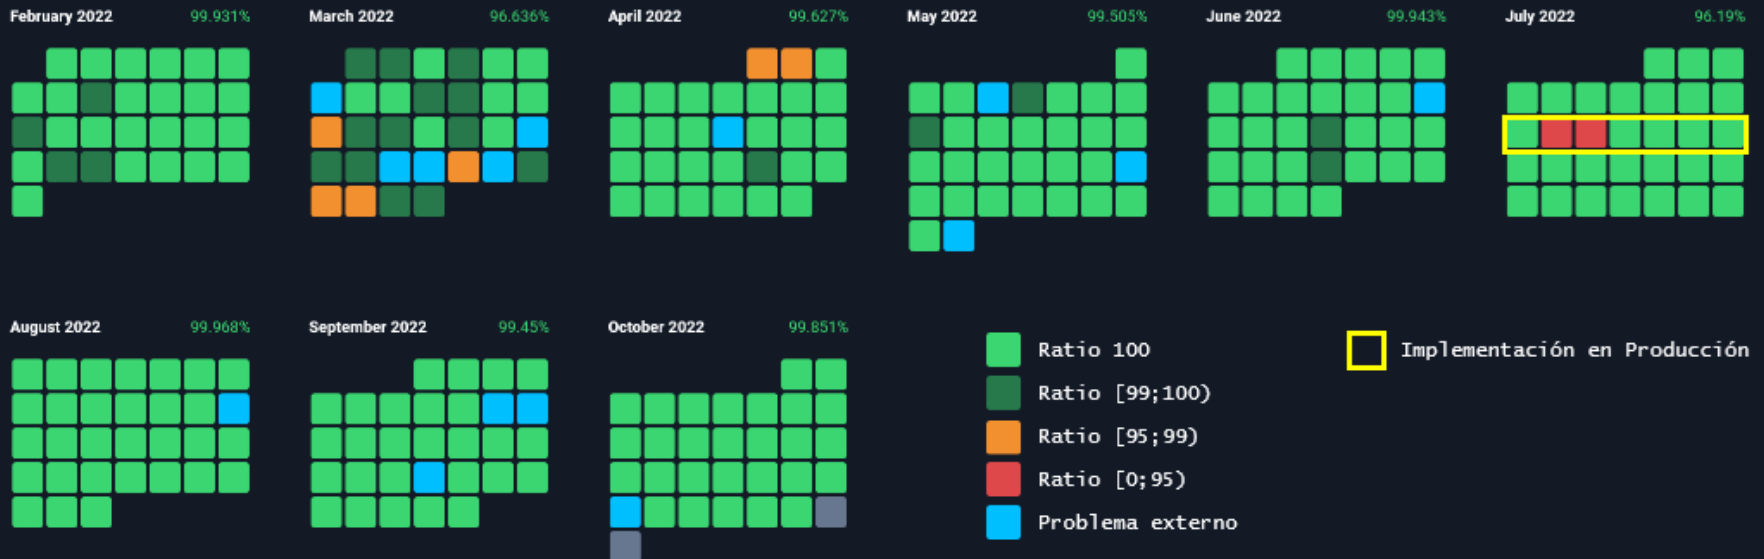 February 2022 99.931%
March 2022 96.636%
April 2022 99.627%
May 2022 99.505%
June 2022 99.943%
July 2022 96.19%
August 2022 99.968%
September 2022 99.45%
October 2022 99.851%
Ratio 100
Ratio [99;100)
Ratio [95;99)
Ratio [0;95)
Problema externo
Implementación en Producción